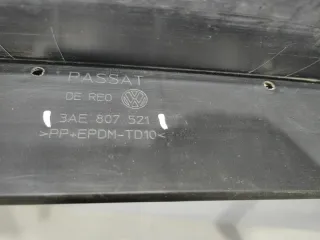 PASSAT
DE REO
3AE 807 521
>PP+EPDM-TD10<